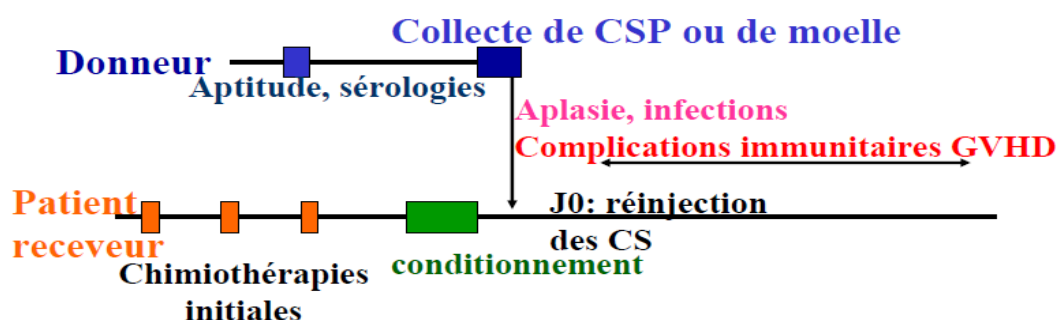 Collecte de CSP ou de moelle
Donneur
Aptitude, sérologies
Aplasie, infections
Complications immunitaires GVHD
Patient
receveur
J0: réinjection
des CS
conditionnement
Chimiothérapies
initiales